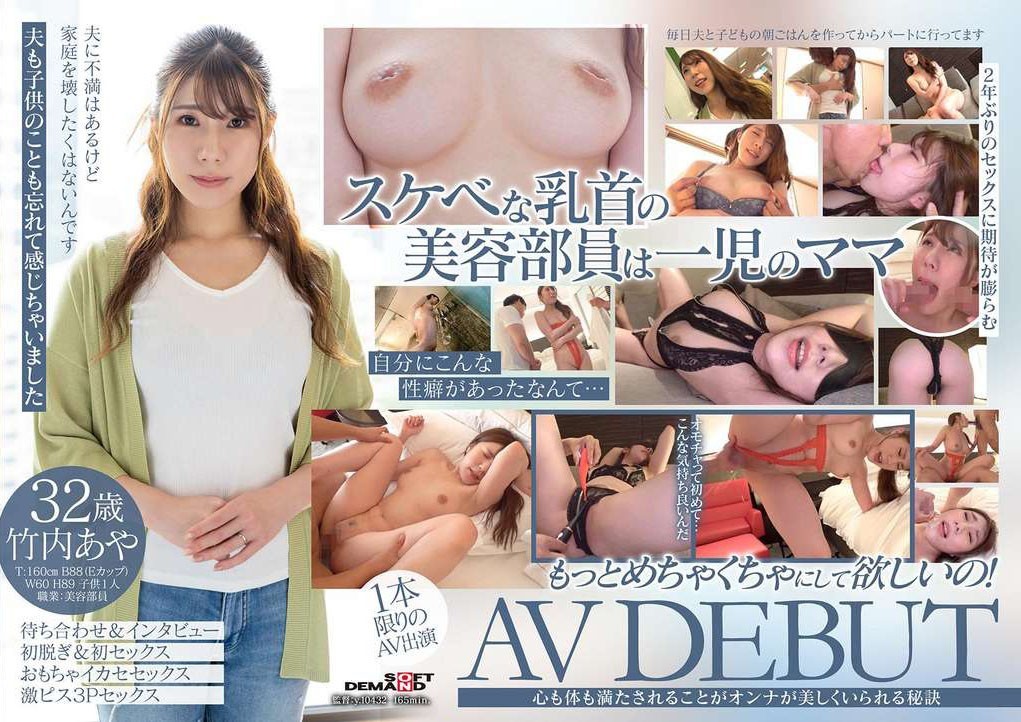 夫に不満はあるけど
家庭を壊したくはないんです
夫も子供のことも忘れて感じちゃいました
32歳
竹内あや
T:160cm B88(Eカップ)
W60 H89 子供1人
職業:美容部員
待ち合わせ&インタビュー
初脱ぎ&初セックス
おもちゃイカセセックス
激ピス3Pセックス
毎日夫と子どもの朝ごはんを作ってからパートに行ってます
2年ぶりのセックスに期待が膨らむ
スケベな乳首の
美容部員は一児のママ
自分にこんな
性癖があったなんて…
オモチャって初めて…
こんな気持ち良いんだ
もっとめちゃくちゃにして欲しいの!
1本
限りの
AV出演
AV DEBUT
SOFT
DEMAND
監督:y.i0432 165min.
心も体も満たされることがオンナが美しくいられる秘訣